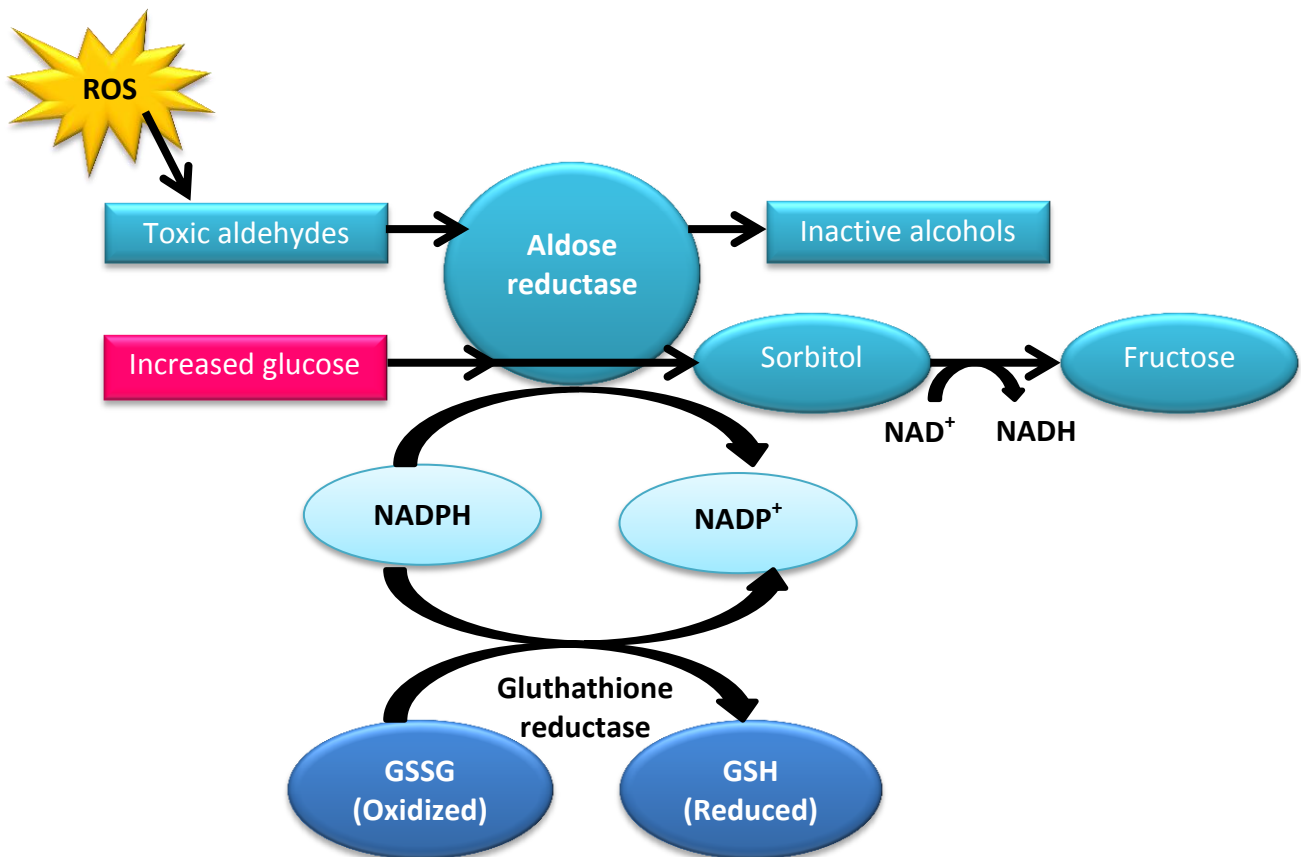 ROS
Toxic aldehydes
Aldose
reductase
Inactive alcohols
Increased glucose
Sorbitol
Fructose
NAD⁺
NADH
NADPH
NADP⁺
Gluthathione
reductase
GSSG
(Oxidized)
GSH
(Reduced)